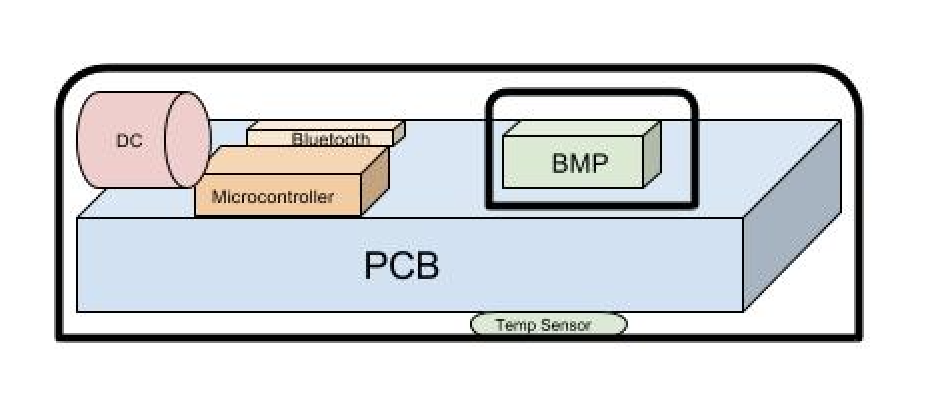 DC
Bluetooth
Microcontroller
BMP
PCB
Temp Sensor